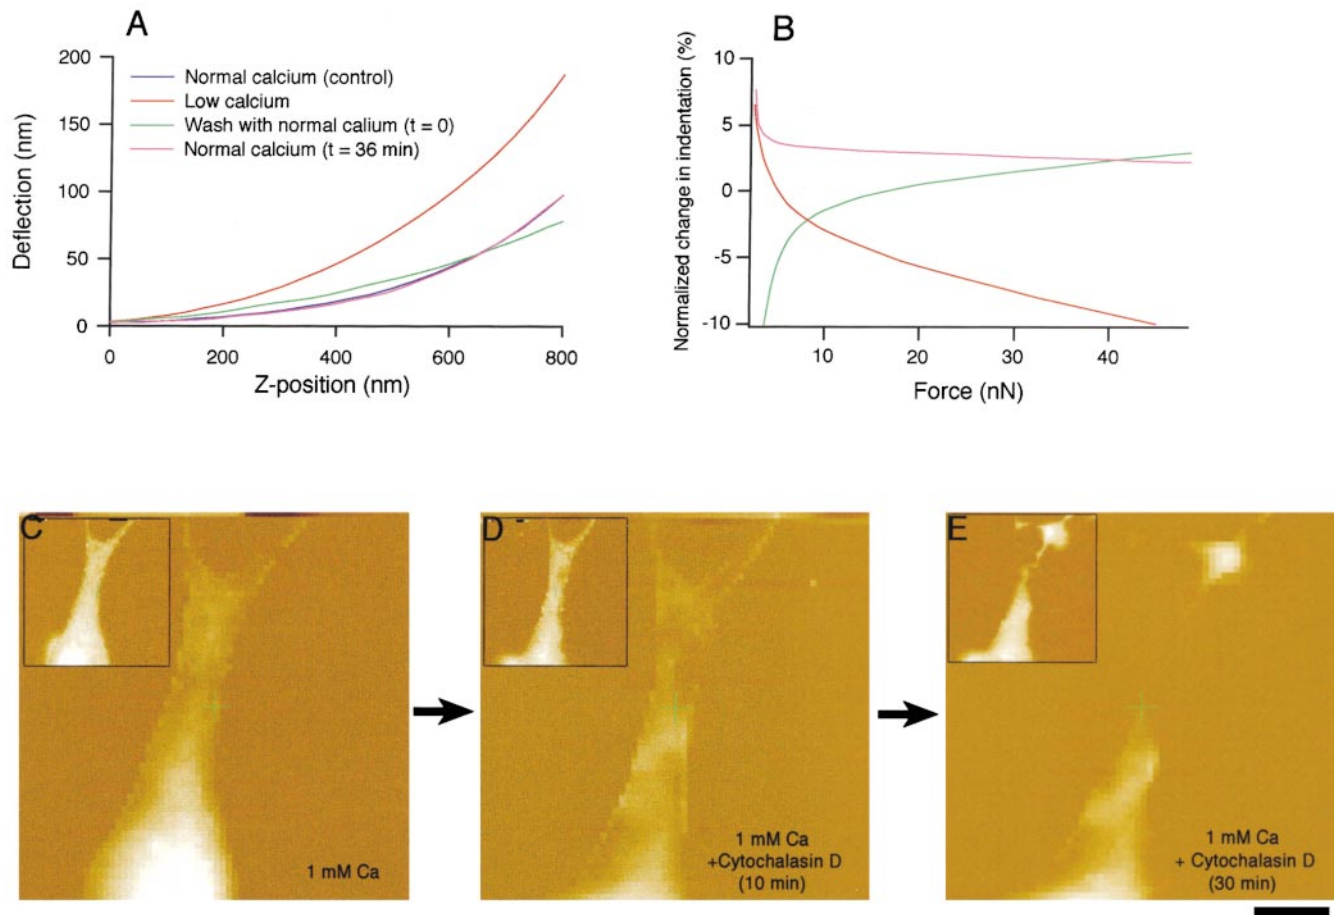 A
200
150
100
50
0
Deflection (nm)
Normal calcium (control)
Low calcium
Wash with normal calium (t = 0)
Normal calcium (t = 36 min)
0
200
400
600
800
Z-position (nm)
B
10
5
0
-5
-10
Normalized change in indentation (%)
10
20
30
40
Force (nN)
C
1 mM Ca
D
1 mM Ca
+Cytochalasin D
(10 min)
E
1 mM Ca
+ Cytochalasin D
(30 min)